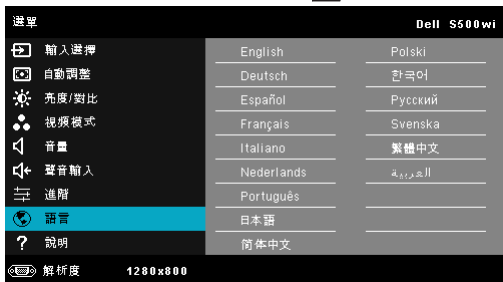 選單 Dell S500wi
輸入選擇 English Polski
自動調整 Deutsch 한국어
亮度/對比 Español Русский
視頻模式 Français Svenska
音量 Italiano 繁體中文
聲音輸入 Nederlands العربية
進階 Português
語言 日本語
? 說明 简体中文
解析度 1280x800